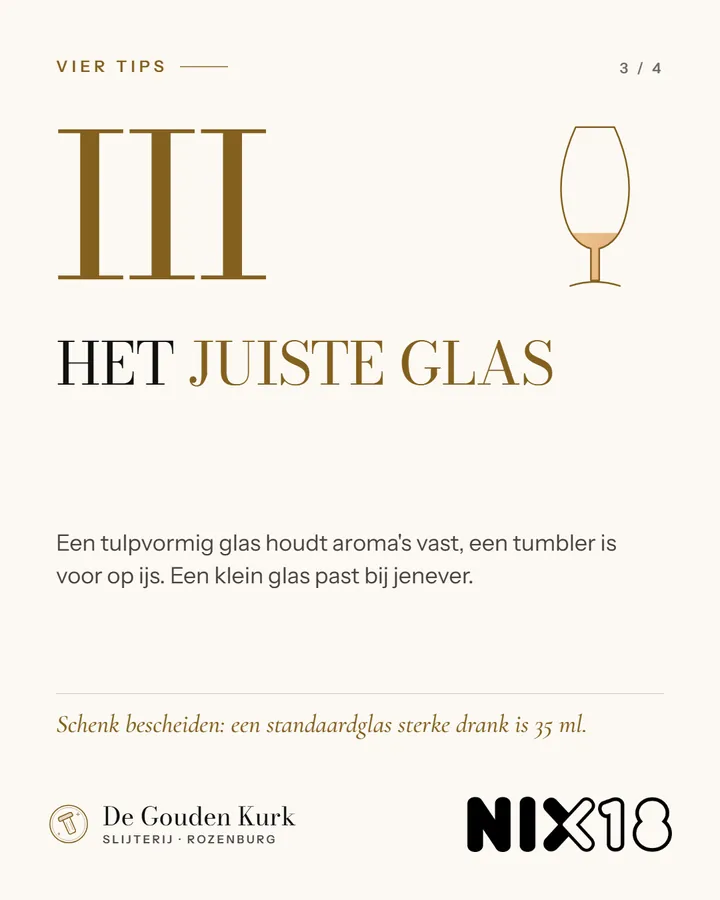 VIER TIPS
3 / 4
III
HET JUISTE GLAS
Een tulpvormig glas houdt aroma's vast, een tumbler is
voor op ijs. Een klein glas past bij jenever.
Schenk bescheiden: een standaardglas sterke drank is 35 ml.
De Gouden Kurk
SLIJTERIJ · ROZENBURG
NIX18